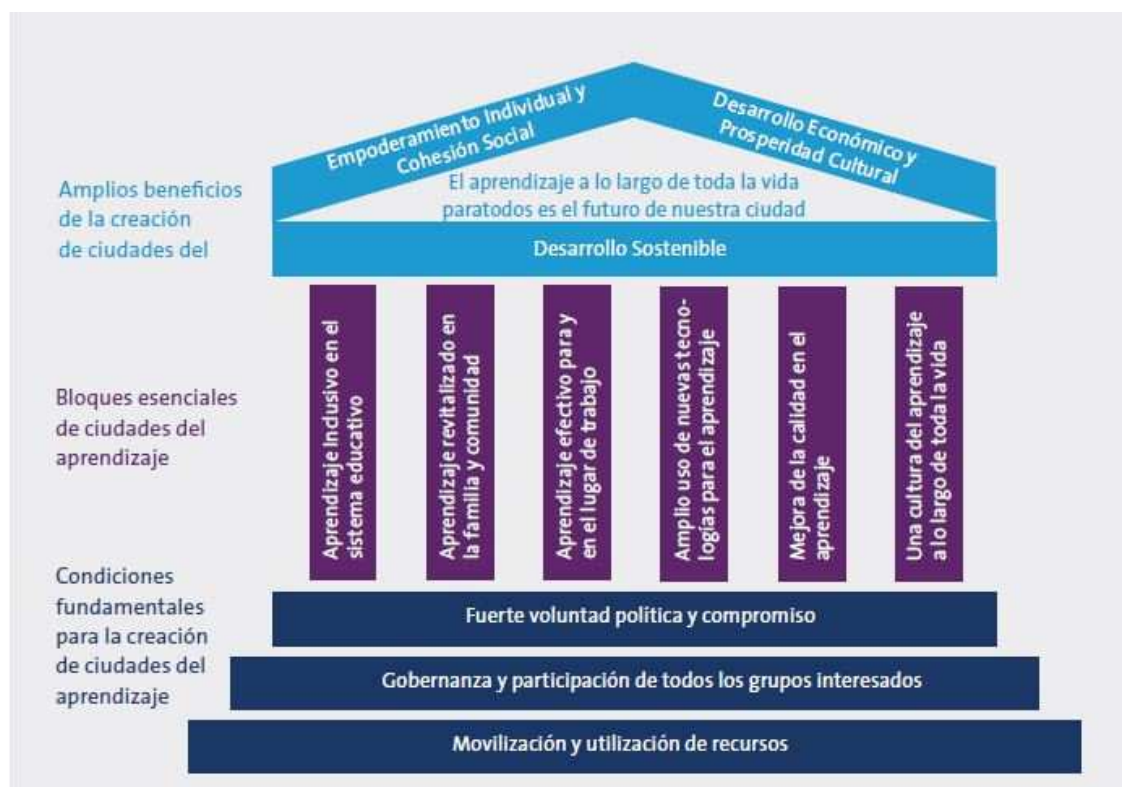 Empoderamiento Individual y
Cohesión Social
Desarrollo Económico y
Prosperidad Cultural
El aprendizaje a lo largo de toda la vida
paratodos es el futuro de nuestra ciudad
Desarrollo Sostenible
Amplios beneficios
de la creación
de ciudades del
Bloques esenciales
de ciudades del
aprendizaje
Aprendizaje Inclusivo en el
sistema educativo
Aprendizaje revitalizado en
la familia y comunidad
Aprendizaje efectivo para y
en el lugar de trabajo
Amplio uso de nuevas tecno-
logías para el aprendizaje
Mejora de la calidad en el
aprendizaje
Una cultura del aprendizaje
a lo largo de toda la vida
Condiciones
fundamentales
para la creación
de ciudades del
aprendizaje
Fuerte voluntad política y compromiso
Gobernanza y participación de todos los grupos interesados
Movilización y utilización de recursos